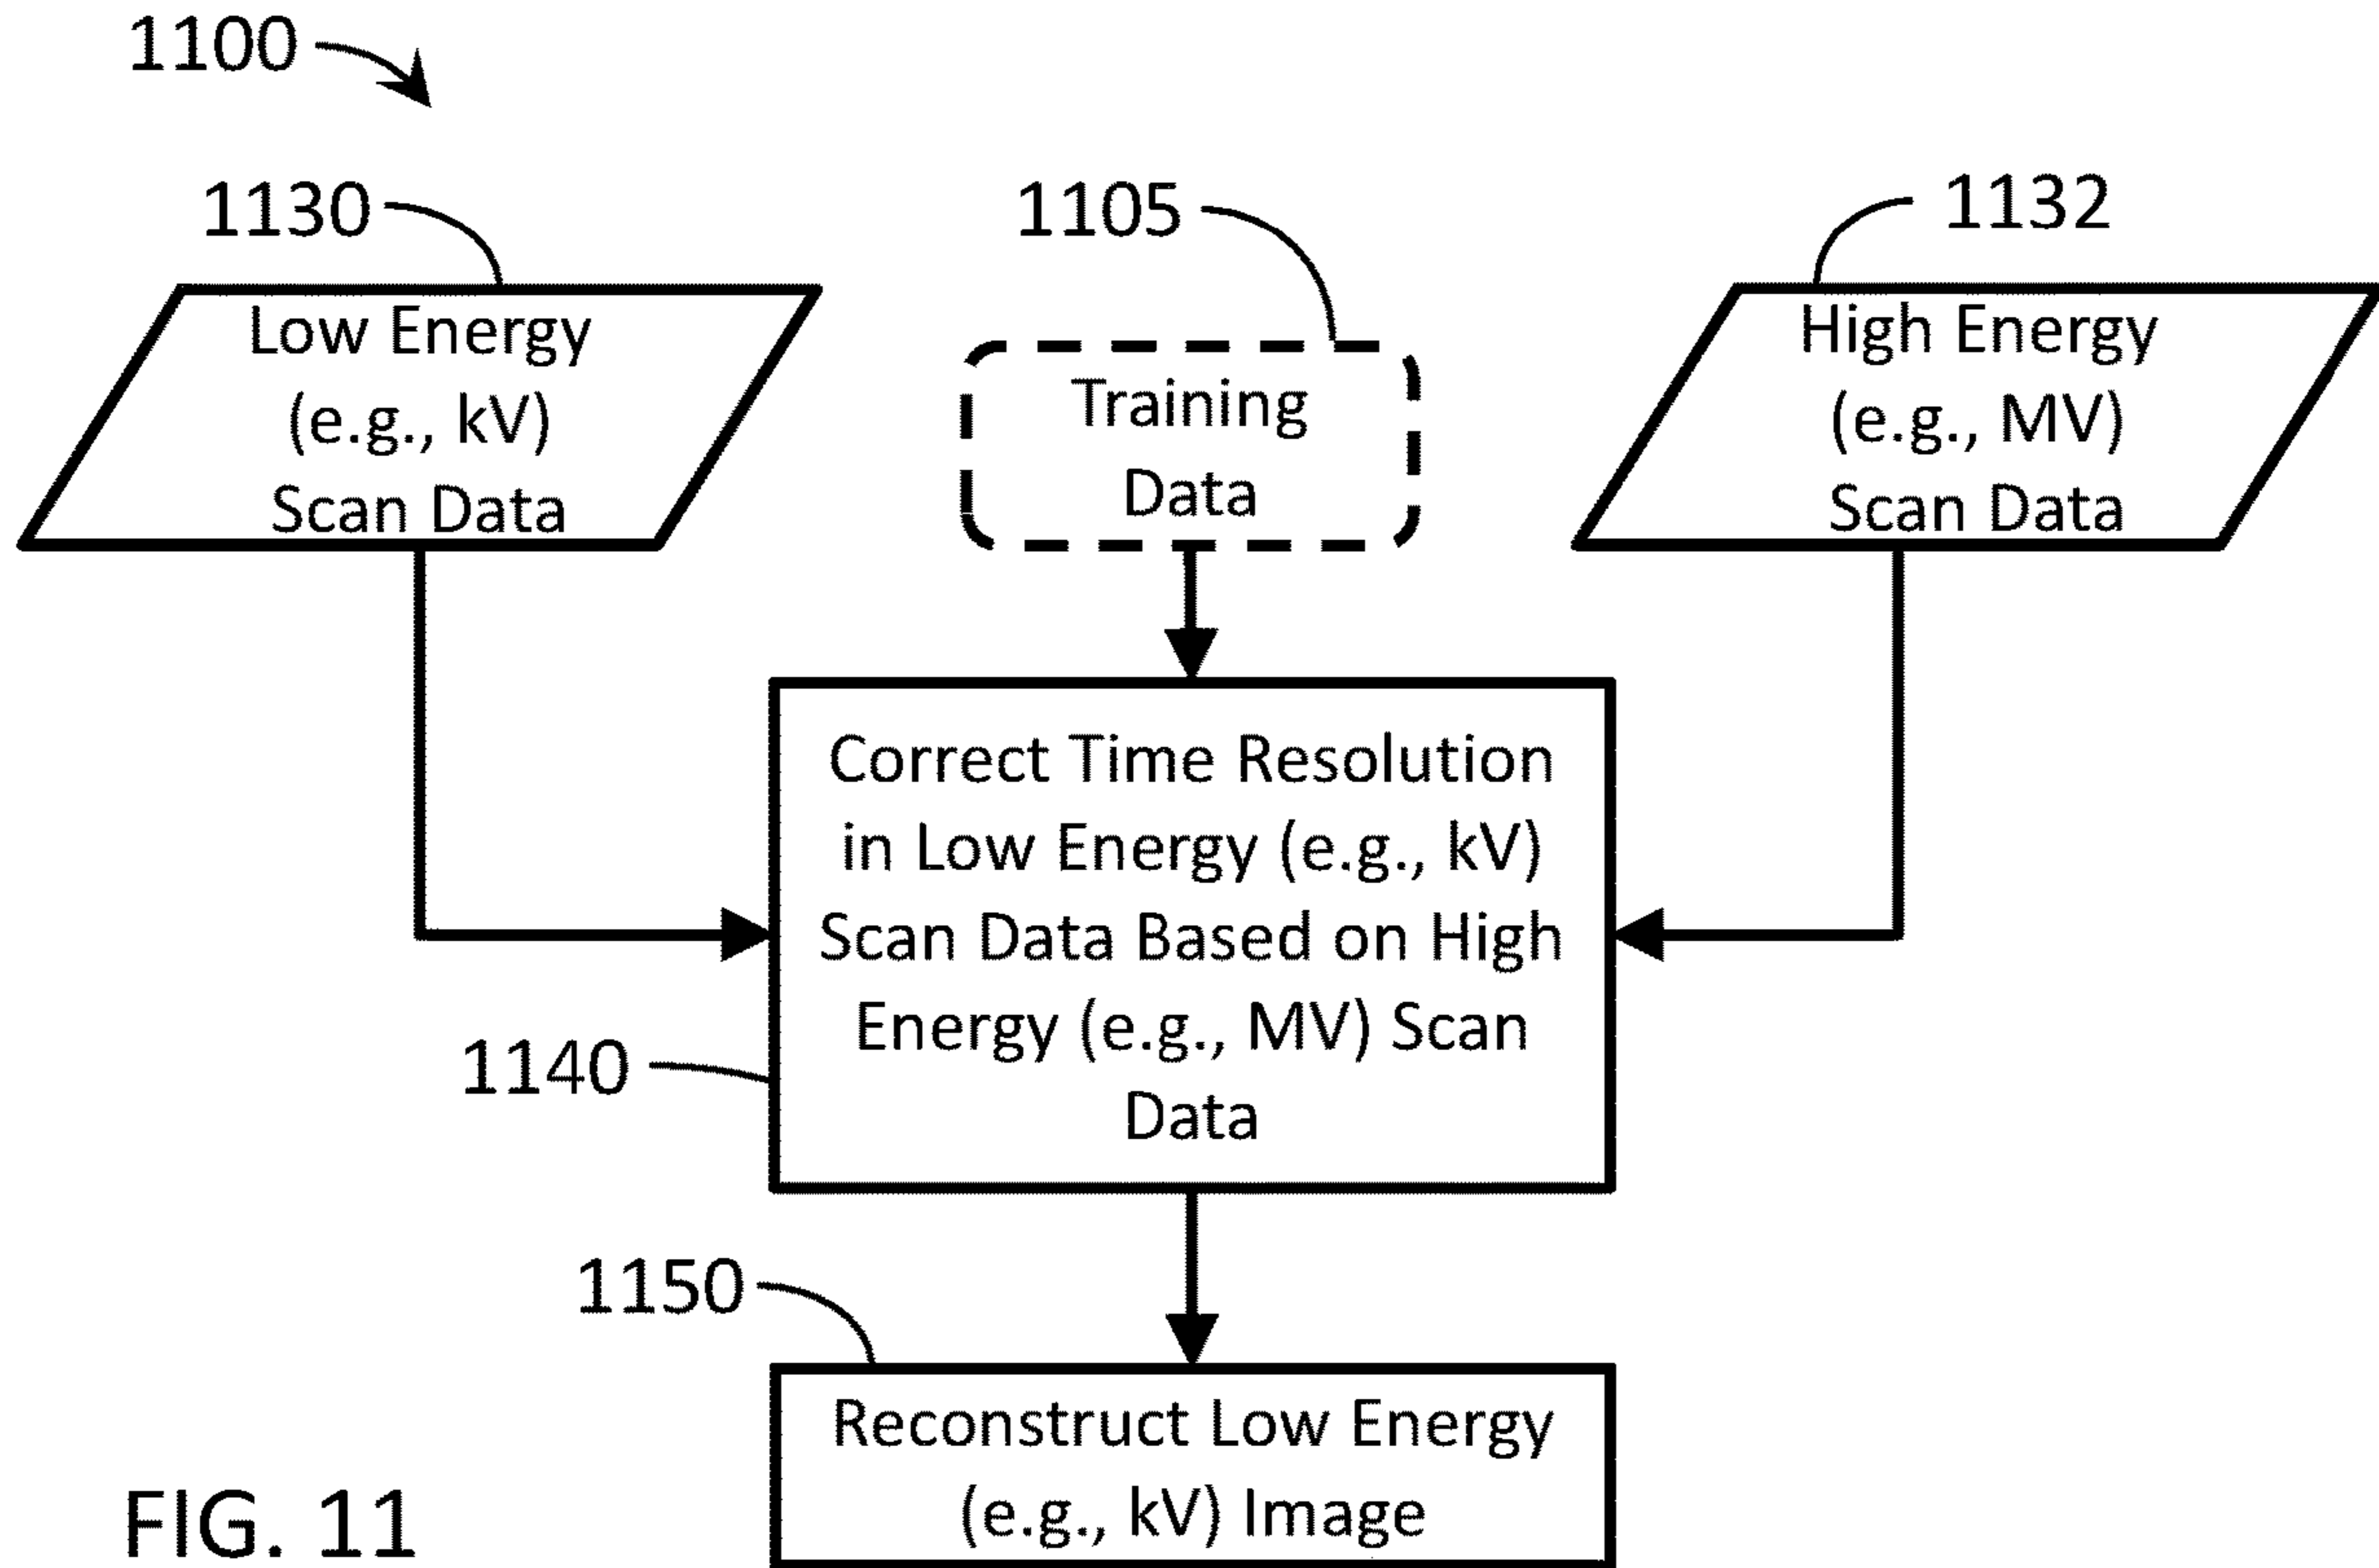 1100
1130
1105
1132
Low Energy
(e.g., kV)
Scan Data
Training
Data
High Energy
(e.g., MV)
Scan Data
Correct Time Resolution
in Low Energy (e.g., kV)
Scan Data Based on High
Energy (e.g., MV) Scan
Data
1140
1150
Reconstruct Low Energy
(e.g., kV) Image
FIG. 11